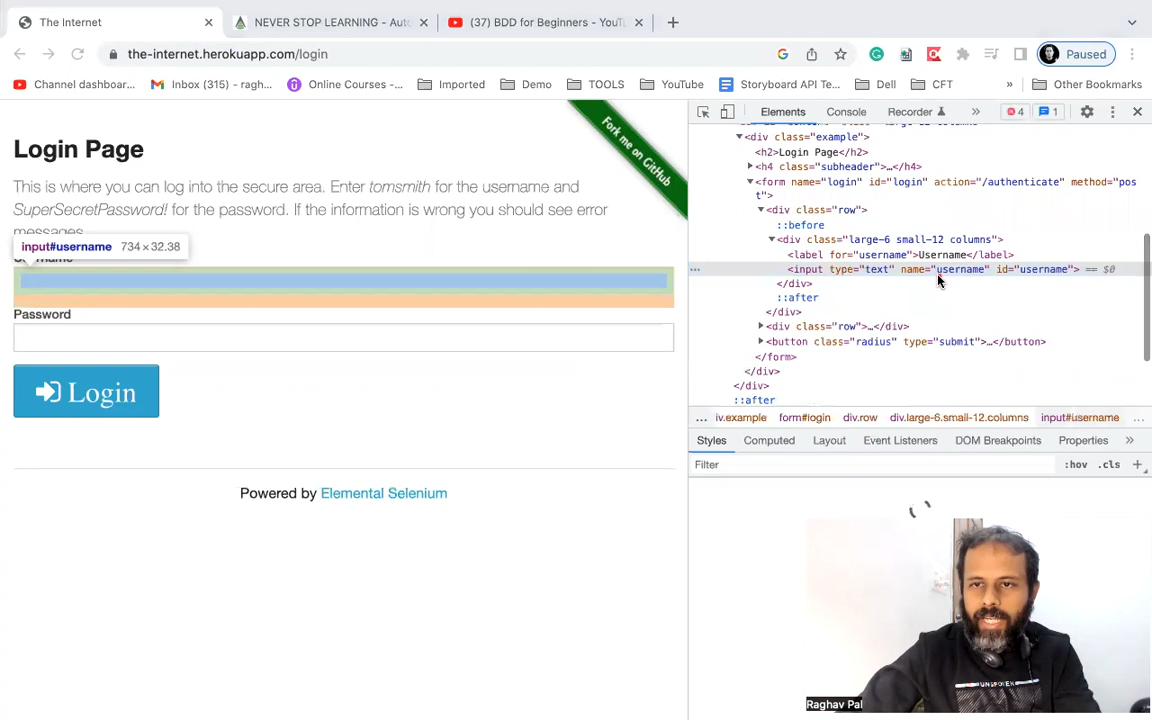 The Internet
NEVER STOP LEARNING - Auto
(37) BDD for Beginners - YouTu
the-internet.herokuapp.com/login
Paused
Channel dashboar...
Inbox (315) - ragh...
Online Courses -...
Imported
Demo
TOOLS
YouTube
Storyboard API Te...
Dell
CFT
»
Other Bookmarks
Fork me on GitHub
Login Page
This is where you can log into the secure area. Enter tomsmith for the username and
SuperSecretPassword! for the password. If the information is wrong you should see error
messages.
input#username 734 × 32.38
Username
Password
Login
Powered by Elemental Selenium
Elements
Console
Recorder
»
4
1
<div class="example">
<h2>Login Page</h2>
<h4 class="subheader">…</h4>
<form name="login" id="login" action="/authenticate" method="pos
t">
<div class="row">
::before
<div class="large-6 small-12 columns">
<label for="username">Username</label>
<input type="text" name="username" id="username"> == $0
</div>
::after
</div>
<div class="row">…</div>
<button class="radius" type="submit">…</button>
</form>
</div>
</div>
::after
... iv.example form#login div.row div.large-6.small-12.columns input#username ...
Styles
Computed
Layout
Event Listeners
DOM Breakpoints
Properties
»
Filter
:hov .cls +
Raghav Pal